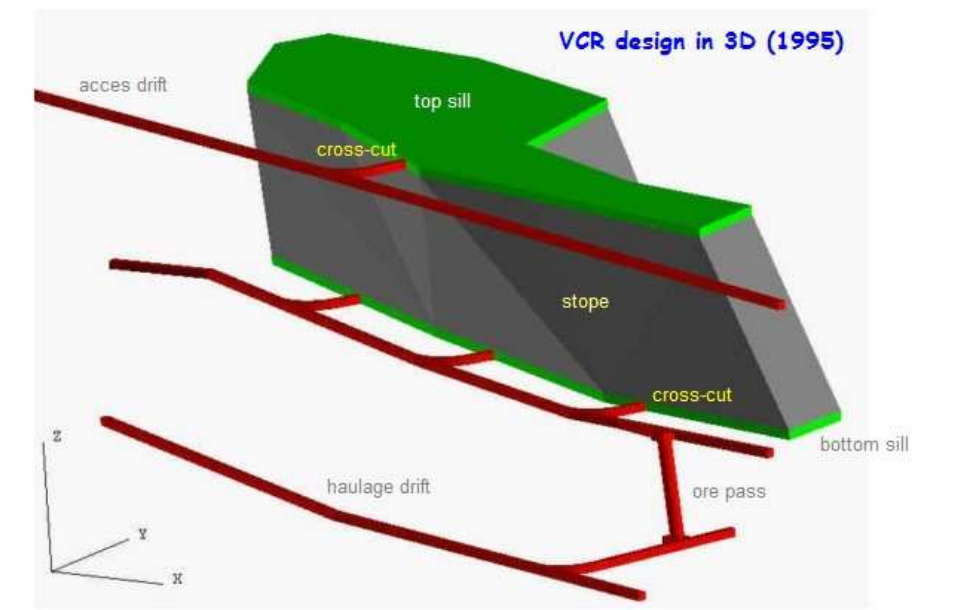 VCR design in 3D (1995)
acces drift
top sill
cross-cut
stope
cross-cut
bottom sill
Z
haulage drift
ore pass
Y
X